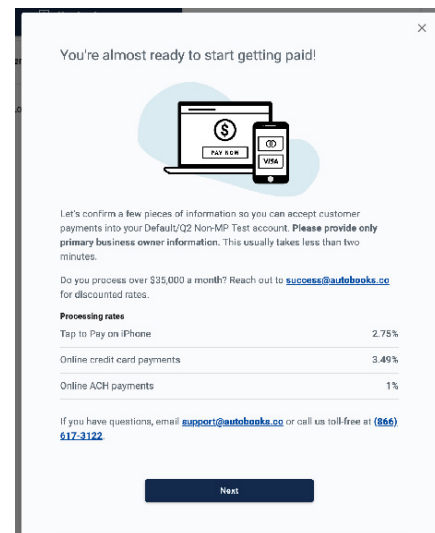 You're almost ready to start getting paid!
$
PAY NOW
VISA
Let's confirm a few pieces of information so you can accept customer
payments into your Default/Q2 Non-MP Test account. Please provide only
primary business owner information. This usually takes less than two
minutes.
Do you process over $35,000 a month? Reach out to success@autobooks.co
for discounted rates.
Processing rates
Tap to Pay on iPhone 2.75%
Online credit card payments 3.49%
Online ACH payments 1%
If you have questions, email support@autobooks.co or call us toll-free at (866)
617-3122.
Next